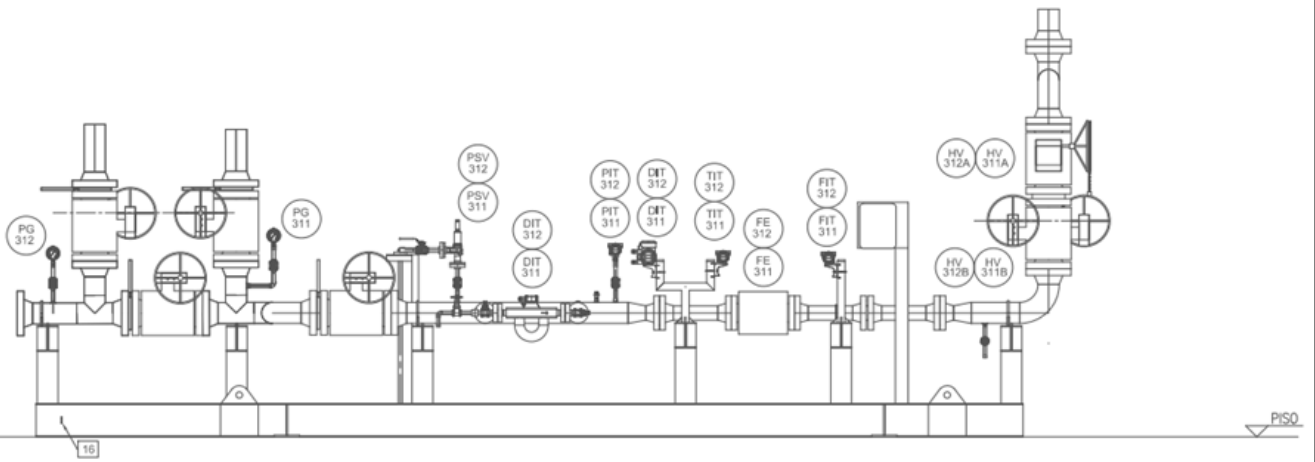 PG
312
PG
311
PSV
312
PSV
311
DIT
312
DIT
311
PIT
312
PIT
311
DIT
312
DIT
311
TIT
312
TIT
311
FE
312
FE
311
FIT
312
FIT
311
HV
312A
HV
311A
HV
312B
HV
311B
PISO
16